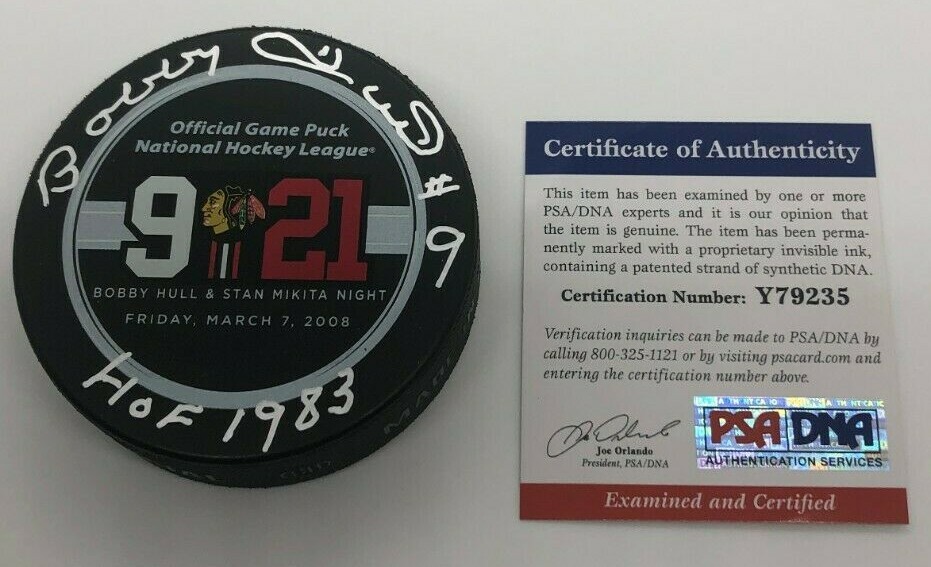 Bobby Hull #9
Official Game Puck
National Hockey League®
9 21
BOBBY HULL & STAN MIKITA NIGHT
FRIDAY, MARCH 7, 2008
HOF 1983
Certificate of Authenticity
This item has been examined by one or more
PSA/DNA experts and it is our opinion that
the item is genuine. The item has been perma-
nently marked with a proprietary invisible ink,
containing a patented strand of synthetic DNA.
Certification Number: Y79235
Verification inquiries can be made to PSA/DNA by
calling 800-325-1121 or by visiting psacard.com and
entering the certification number above.
Joe Orlando
Joe Orlando
President, PSA/DNA
PSA DNA
AUTHENTICATION SERVICES
Examined and Certified